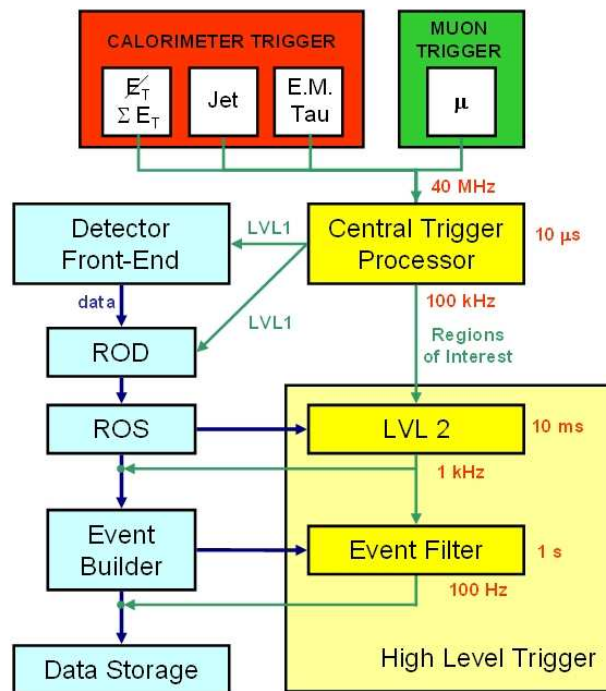 CALORIMETER TRIGGER
E̸T
Σ ET
Jet
E.M.
Tau
MUON
TRIGGER
μ
40 MHz
Detector
Front-End
LVL1
Central Trigger
Processor
10 μs
data
LVL1
100 kHz
Regions
of Interest
ROD
ROS
LVL 2
10 ms
1 kHz
Event
Builder
Event Filter
1 s
100 Hz
Data Storage
High Level Trigger